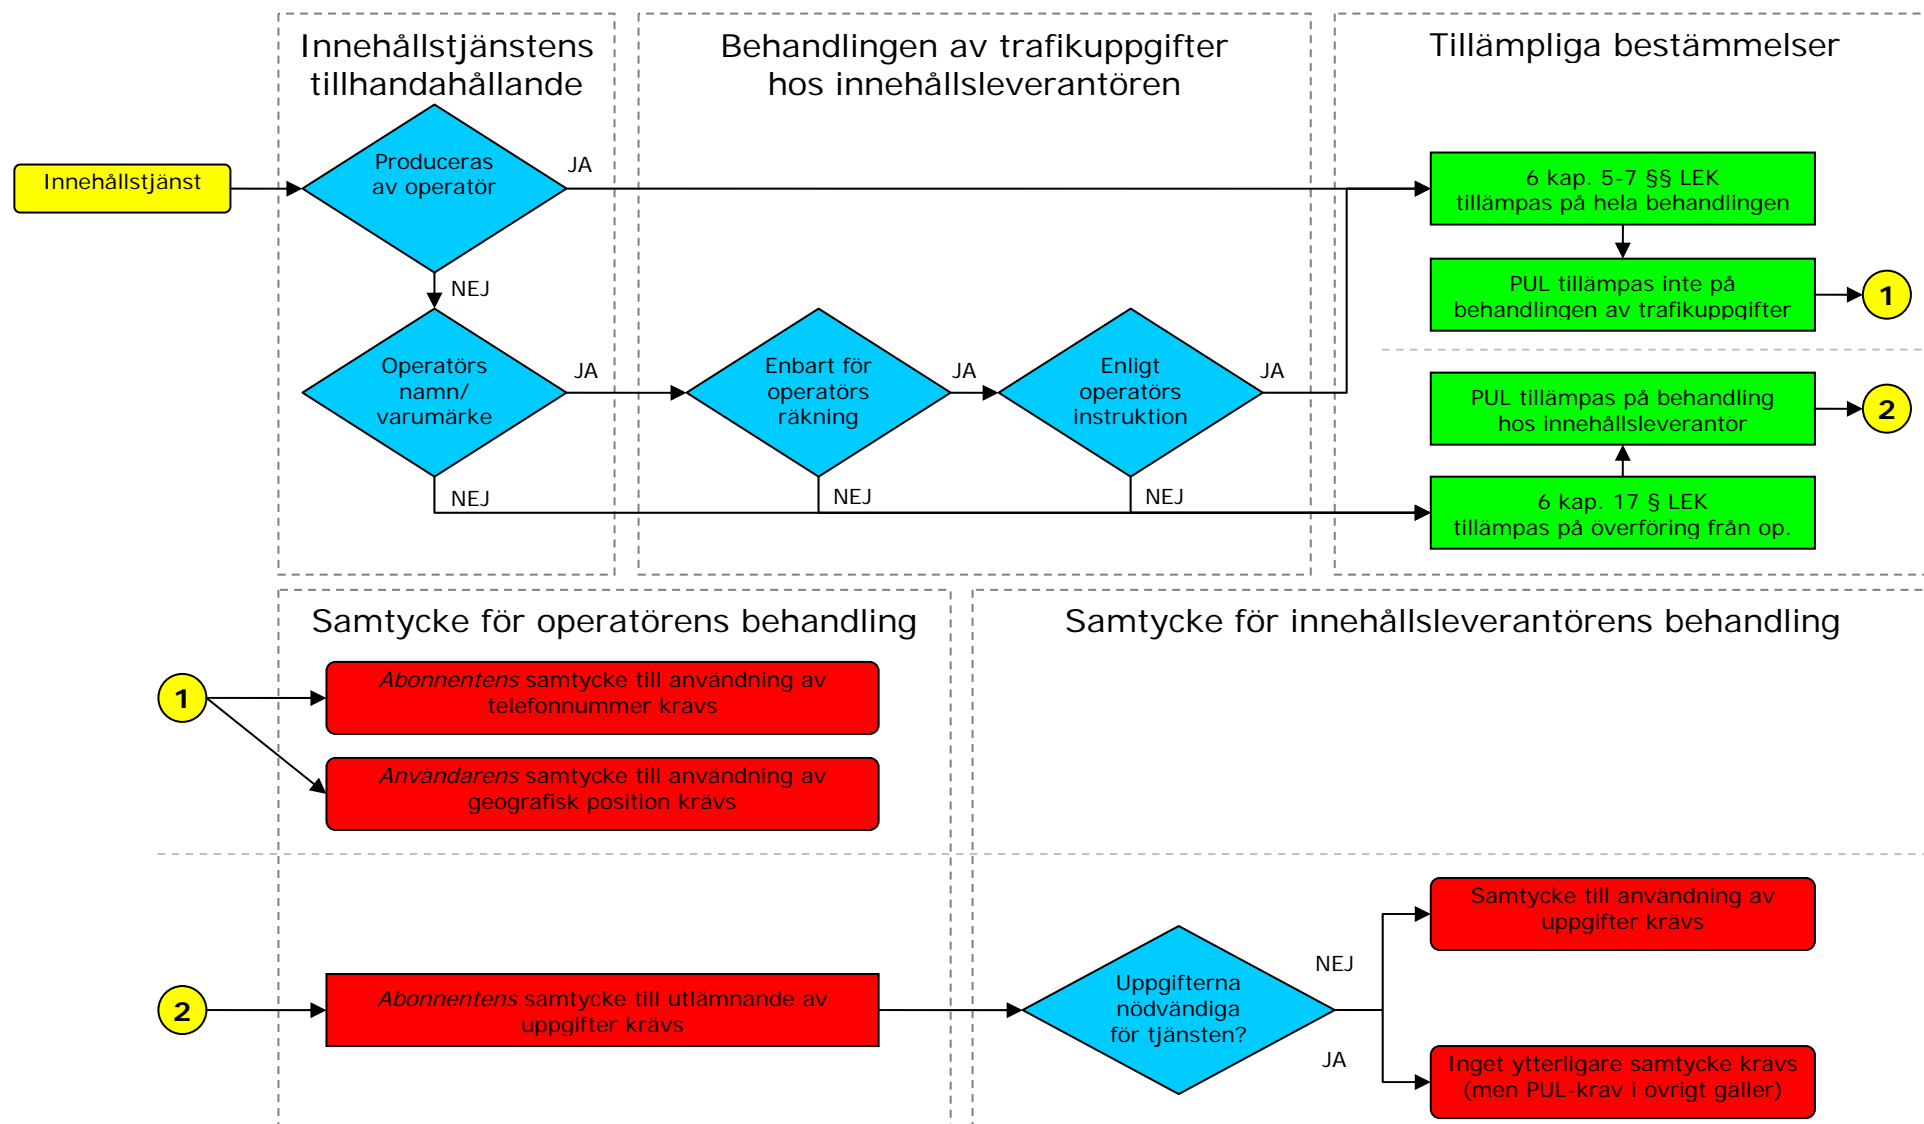 Innehållstjänstens
tillhandahållande
Behandlingen av trafikuppgifter
hos innehållsleverantören
Tillämpliga bestämmelser
Innehållstjänst
Produceras
av operatör
JA
NEJ
6 kap. 5-7 §§ LEK
tillämpas på hela behandlingen
PUL tillämpas inte på
behandlingen av trafikuppgifter
1
Operatörs
namn/
varumärke
JA
NEJ
Enbart för
operatörs
räkning
JA
NEJ
Enligt
operatörs
instruktion
JA
NEJ
PUL tillämpas på behandling
hos innehållsleverantör
2
6 kap. 17 § LEK
tillämpas på överföring från op.
Samtycke för operatörens behandling
Samtycke för innehållsleverantörens behandling
1
Abonnentens samtycke till användning av
telefonnummer krävs
Användarens samtycke till användning av
geografisk position krävs
2
Abonnentens samtycke till utlämnande av
uppgifter krävs
Uppgifterna
nödvändiga
för tjänsten?
NEJ
JA
Samtycke till användning av
uppgifter krävs
Inget ytterligare samtycke krävs
(men PUL-krav i övrigt gäller)